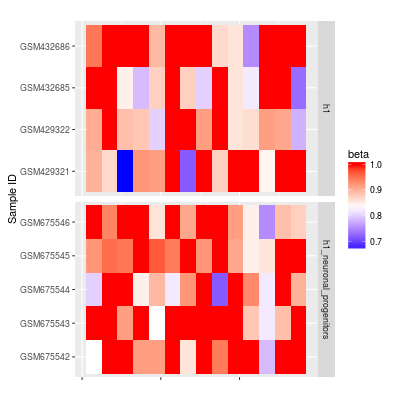 GSM432686
GSM432685
GSM429322
GSM429321
h1
GSM675546
GSM675545
GSM675544
GSM675543
GSM675542
h1_neuronal_progenitors
Sample ID
beta
1.0
0.9
0.8
0.7